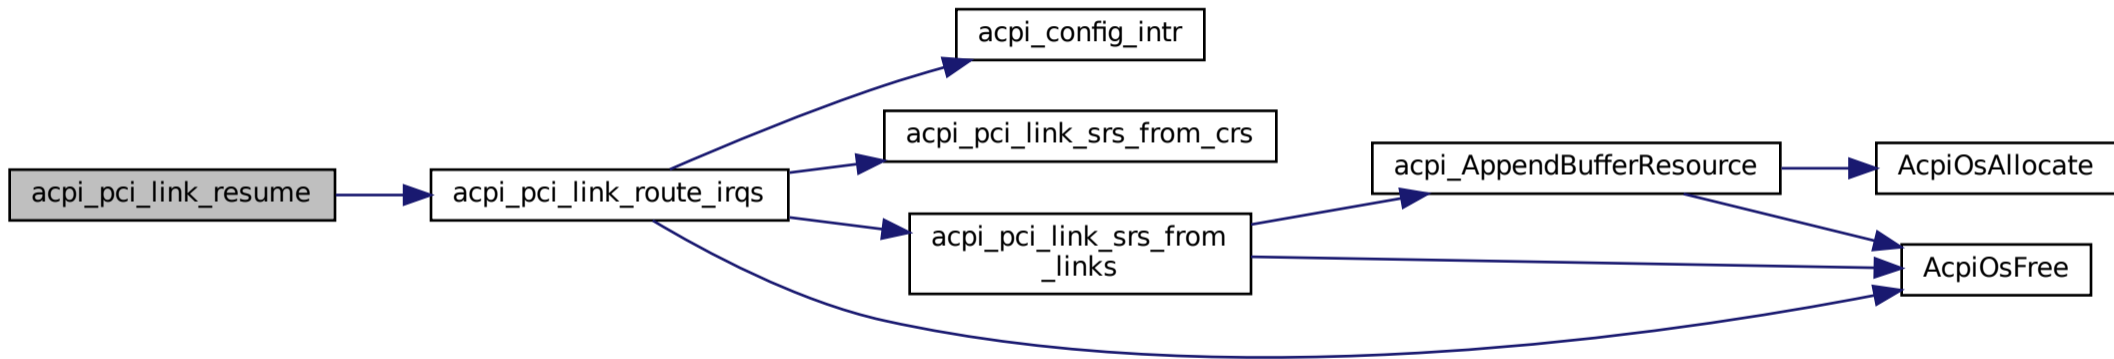 acpi_config_intr
acpi_pci_link_srs_from_crs
acpi_AppendBufferResource
AcpiOsAllocate
acpi_pci_link_resume
acpi_pci_link_route_irqs
acpi_pci_link_srs_from
_links
AcpiOsFree